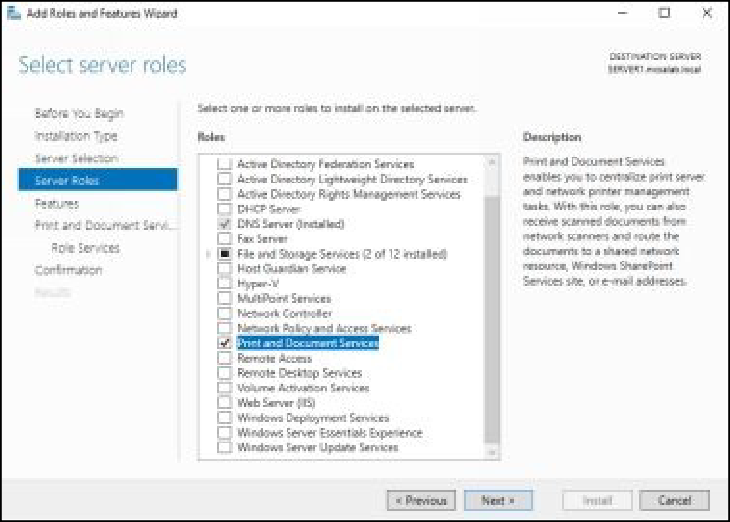 Add Roles and Features Wizard
Select server roles
DESTINATION SERVER
SERVER1.mcsalab.local
Before You Begin
Installation Type
Server Selection
Server Roles
Features
Print and Document Servi...
Role Services
Confirmation
Results
Select one or more roles to install on the selected server.
Roles
Active Directory Federation Services
Active Directory Lightweight Directory Services
Active Directory Rights Management Services
DHCP Server
DNS Server (Installed)
Fax Server
File and Storage Services (2 of 12 installed)
Host Guardian Service
Hyper-V
MultiPoint Services
Network Controller
Network Policy and Access Services
Print and Document Services
Remote Access
Remote Desktop Services
Volume Activation Services
Web Server (IIS)
Windows Deployment Services
Windows Server Essentials Experience
Windows Server Update Services
Description
Print and Document Services
enables you to centralize print server
and network printer management
tasks. With this role, you can also
receive scanned documents from
network scanners and route the
documents to a shared network
resource, Windows SharePoint
Services site, or e-mail addresses.
< Previous
Next >
Install
Cancel